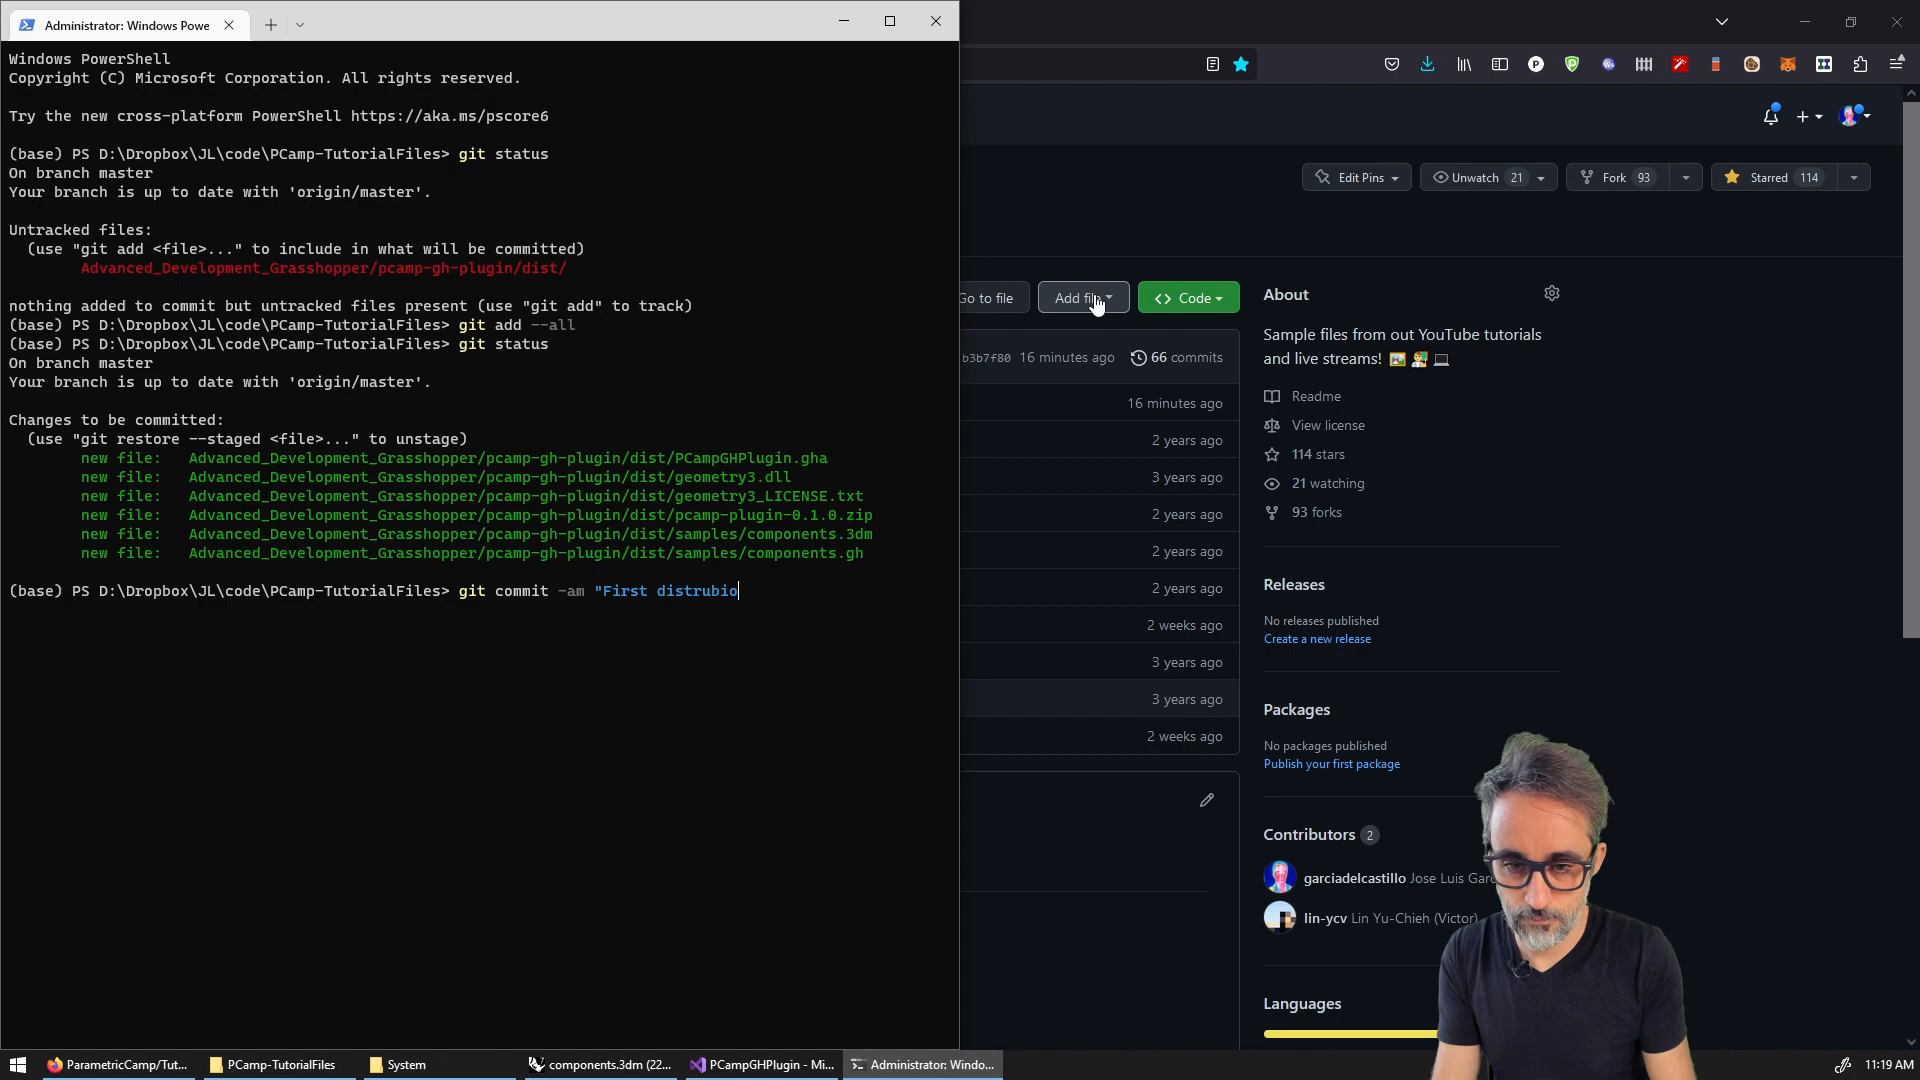 Administrator: Windows Powe
Windows PowerShell
Copyright (C) Microsoft Corporation. All rights reserved.
Try the new cross-platform PowerShell https://aka.ms/pscore6
(base) PS D:\Dropbox\JL\code\PCamp-TutorialFiles> git status
On branch master
Your branch is up to date with 'origin/master'.
Untracked files:
(use "git add <file>..." to include in what will be committed)
Advanced_Development_Grasshopper/pcamp-gh-plugin/dist/
nothing added to commit but untracked files present (use "git add" to track)
(base) PS D:\Dropbox\JL\code\PCamp-TutorialFiles> git add --all
(base) PS D:\Dropbox\JL\code\PCamp-TutorialFiles> git status
On branch master
Your branch is up to date with 'origin/master'.
Changes to be committed:
(use "git restore --staged <file>..." to unstage)
new file: Advanced_Development_Grasshopper/pcamp-gh-plugin/dist/PCampGHPlugin.gha
new file: Advanced_Development_Grasshopper/pcamp-gh-plugin/dist/geometry3.dll
new file: Advanced_Development_Grasshopper/pcamp-gh-plugin/dist/geometry3_LICENSE.txt
new file: Advanced_Development_Grasshopper/pcamp-gh-plugin/dist/pcamp-plugin-0.1.0.zip
new file: Advanced_Development_Grasshopper/pcamp-gh-plugin/dist/samples/components.3dm
new file: Advanced_Development_Grasshopper/pcamp-gh-plugin/dist/samples/components.gh
(base) PS D:\Dropbox\JL\code\PCamp-TutorialFiles> git commit -am "First distrubio
Edit Pins
Unwatch 21
Fork 93
Starred 114
Go to file
Add file
<> Code
b3b7f80 16 minutes ago 66 commits
16 minutes ago
2 years ago
3 years ago
2 years ago
2 years ago
2 years ago
2 weeks ago
3 years ago
3 years ago
2 weeks ago
About
Sample files from out YouTube tutorials
and live streams!
Readme
View license
114 stars
21 watching
93 forks
Releases
No releases published
Create a new release
Packages
No packages published
Publish your first package
Contributors 2
garciadelcastillo Jose Luis Garc
lin-ycv Lin Yu-Chieh (Victor)
Languages
ParametricCamp/Tut...
PCamp-TutorialFiles
System
components.3dm (22...
PCampGHPlugin - Mi...
Administrator: Windo...
11:19 AM